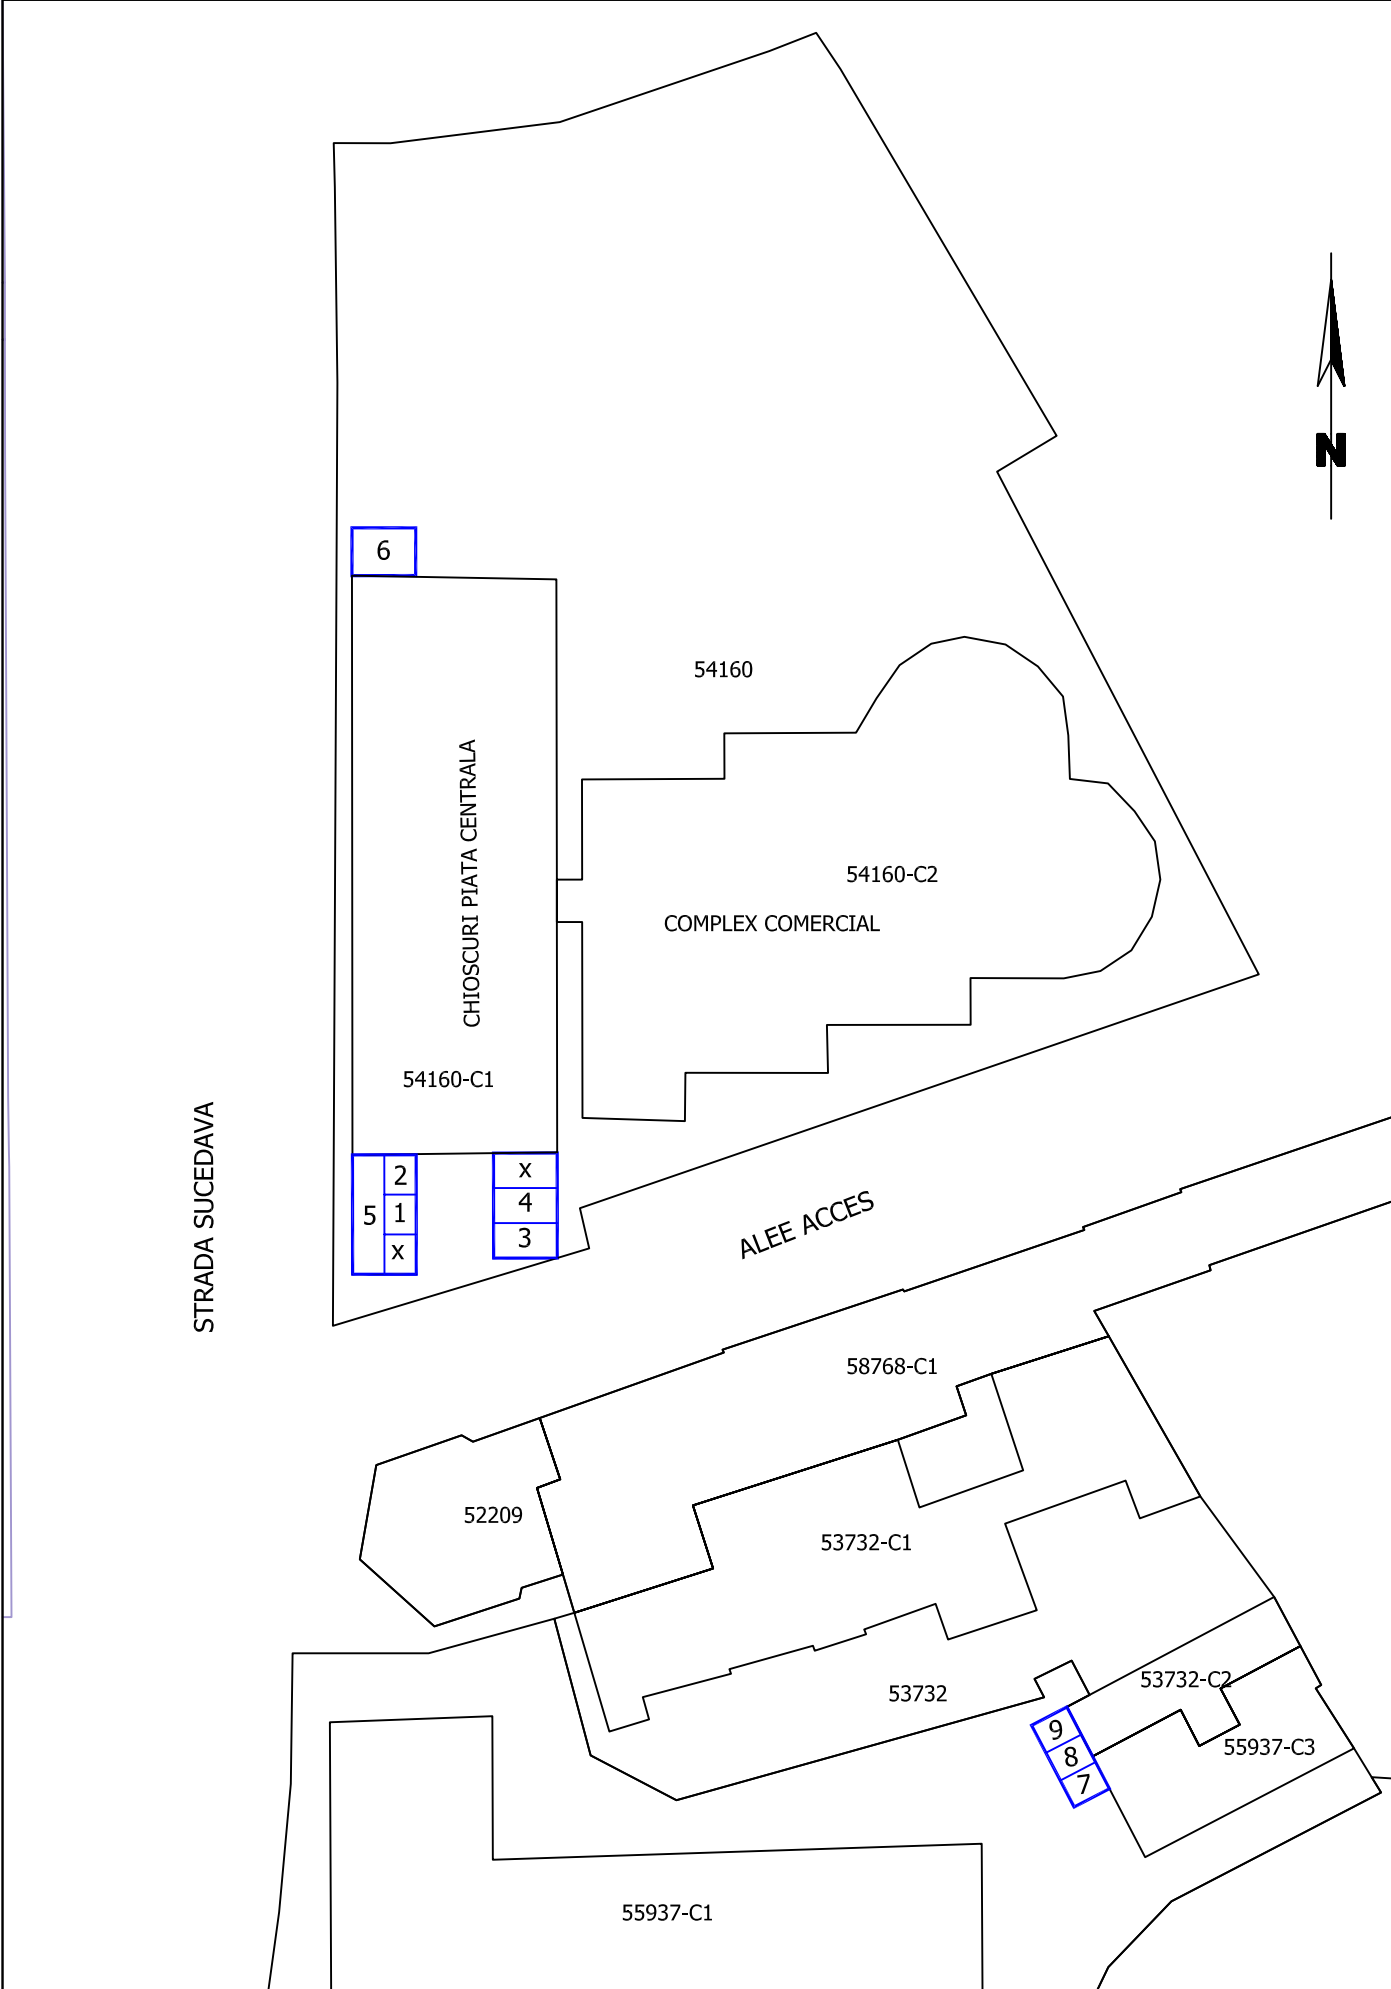 N
6
54160
CHIOSCURI PIATA CENTRALA
54160-C2
COMPLEX COMERCIAL
54160-C1
STRADA SUCEDAVA
5
2
1
x
x
4
3
ALEE ACCES
58768-C1
52209
53732-C1
53732
53732-C2
9
8
7
55937-C3
55937-C1